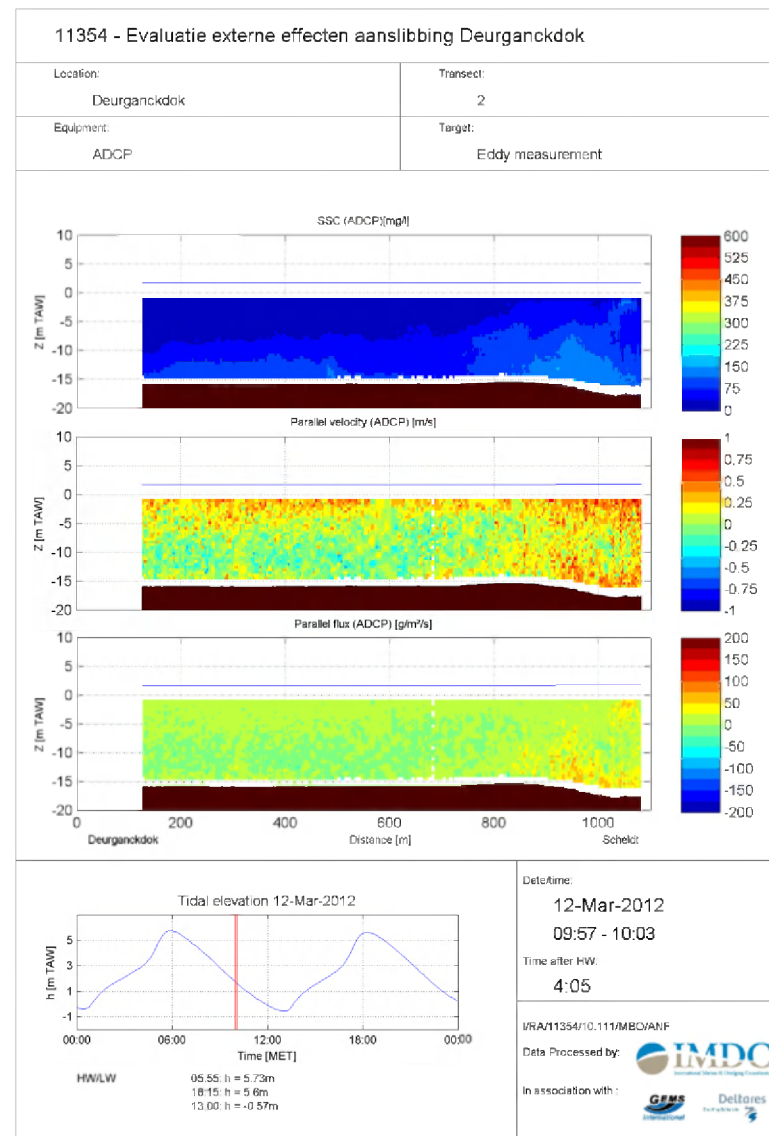 11354 - Evaluatie externe effecten aanslibbing Deurganckdok
Location:
Deurganckdok
Transect:
2
Equipment:
ADCP
Target:
Eddy measurement
SSC (ADCP)[mg/l]
10
5
0
-5
-10
-15
-20
Z [m TAW]
600
525
450
375
300
225
150
75
0
Parallel velocity (ADCP) [m/s]
10
5
0
-5
-10
-15
-20
Z [m TAW]
1
0.75
0.5
0.25
0
-0.25
-0.5
-0.75
-1
Parallel flux (ADCP) [g/m²/s]
10
5
0
-5
-10
-15
-20
Z [m TAW]
200
150
100
50
0
-50
-100
-150
-200
0 200 400 600 800 1000
Deurganckdok Distance [m] Scheldt
Tidal elevation 12-Mar-2012
h [m TAW]
5
3
1
-1
00:00 06:00 12:00 18:00 00:00
Time [MET]
HW/LW
05:55: h = 5.73m
18:15: h = 5.6m
13:00: h = -0.57m
Date/time:
12-Mar-2012
09:57 - 10:03
Time after HW:
4:05
I/RA/11354/10.111/MBO/ANF
Data Processed by:
IMDC
International Marine & Dredging Consultants
In association with :
GEMS
International
Deltares